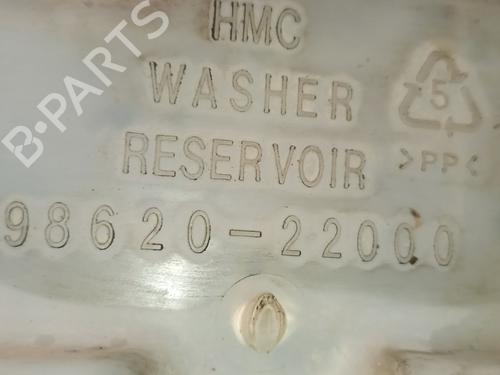 B-PARTS
HMC
WASHER
5
RESERVOIR
>PP<
98620-22000